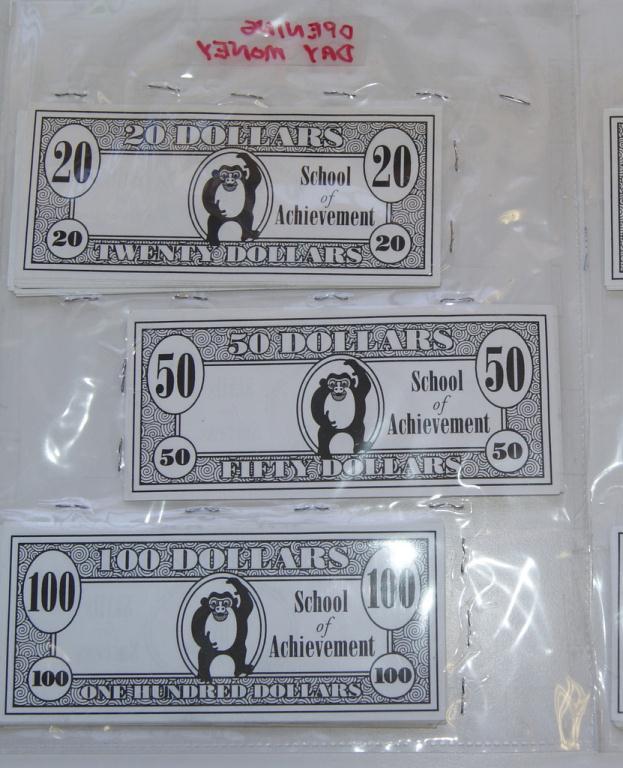 OPENING
DAY MONEY
20 DOLLARS
20
20
School
of
Achievement
20
20
TWENTY DOLLARS
50 DOLLARS
50
50
School
of
Achievement
50
50
FIFTY DOLLARS
100 DOLLARS
100
100
School
of
Achievement
100
100
ONE HUNDRED DOLLARS